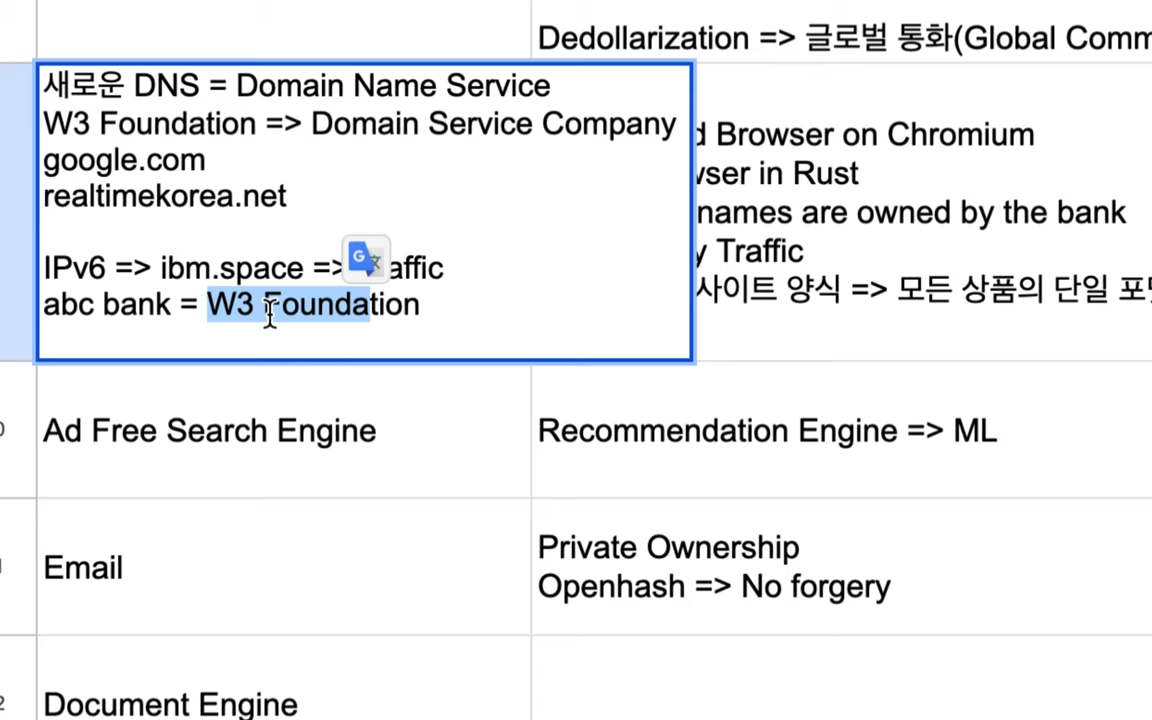 Dedollarization => 글로벌 통화(Global Comm
새로운 DNS = Domain Name Service
W3 Foundation => Domain Service Company
google.com
realtimekorea.net
IPv6 => ibm.space => affic
abc bank = W3 Foundation
Browser on Chromium
ser in Rust
names are owned by the bank
Traffic
사이트 양식 => 모든 상품의 단일
Ad Free Search Engine
Recommendation Engine => ML
Email
Private Ownership
Openhash => No forgery
Document Engine